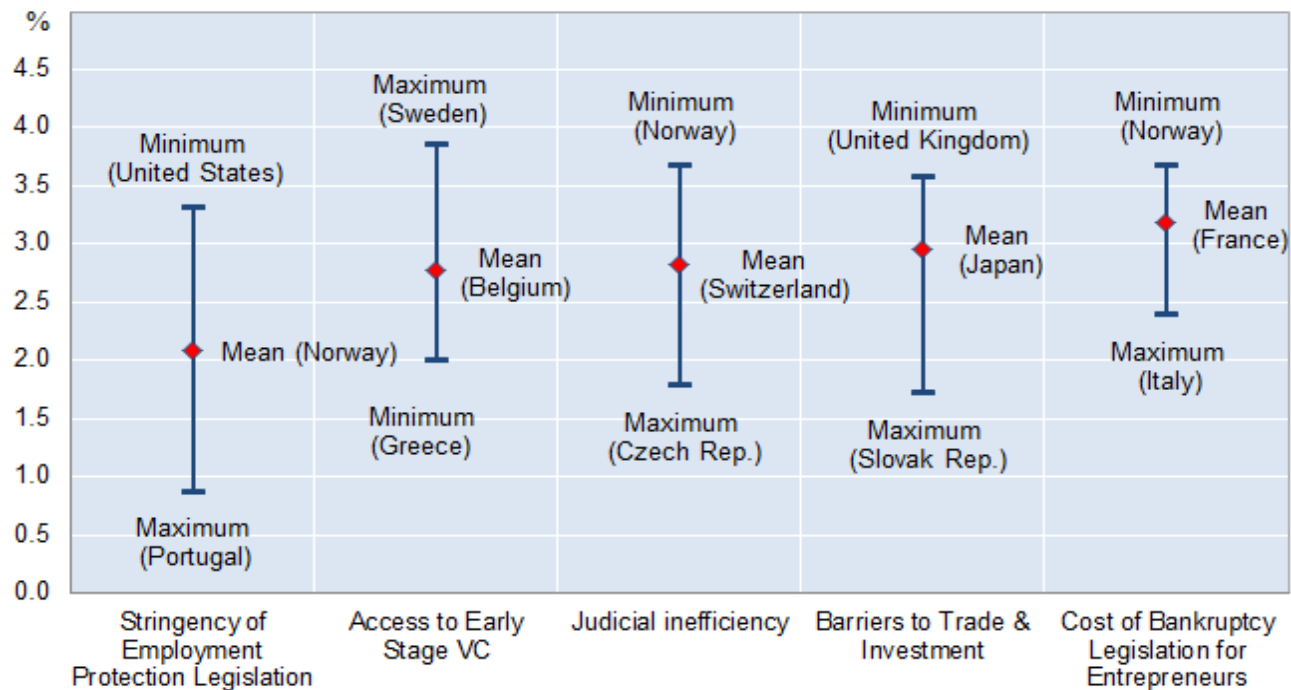 %
4.5
4.0
3.5
3.0
2.5
2.0
1.5
1.0
0.5
0.0
Minimum
(United States)
Mean (Norway)
Maximum
(Portugal)
Maximum
(Sweden)
Mean
(Belgium)
Minimum
(Greece)
Minimum
(Norway)
Mean
(Switzerland)
Maximum
(Czech Rep.)
Minimum
(United Kingdom)
Mean
(Japan)
Maximum
(Slovak Rep.)
Minimum
(Norway)
Mean
(France)
Maximum
(Italy)
Stringency of
Employment
Protection Legislation
Access to Early
Stage VC
Judicial inefficiency
Barriers to Trade &
Investment
Cost of Bankruptcy
Legislation for
Entrepreneurs